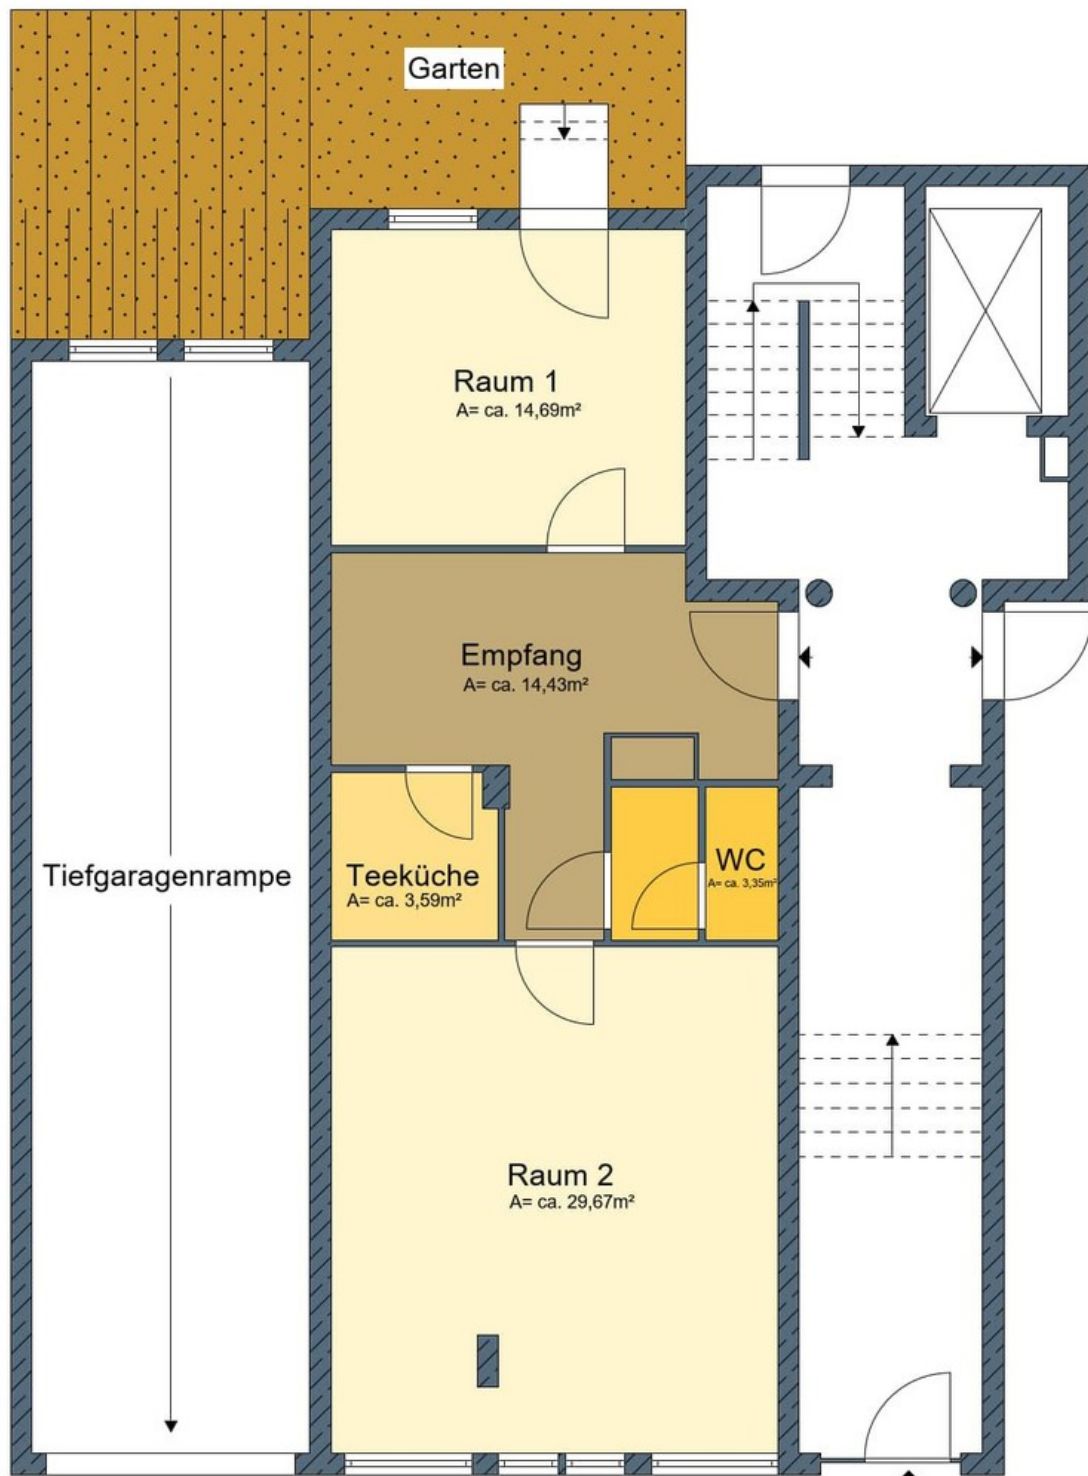 Garten
Raum 1
A= ca. 14,69m²
Empfang
A= ca. 14,43m²
Tiefgaragenrampe
Teeküche
A= ca. 3,59m²
WC
A= ca. 3,35m²
Raum 2
A= ca. 29,67m²